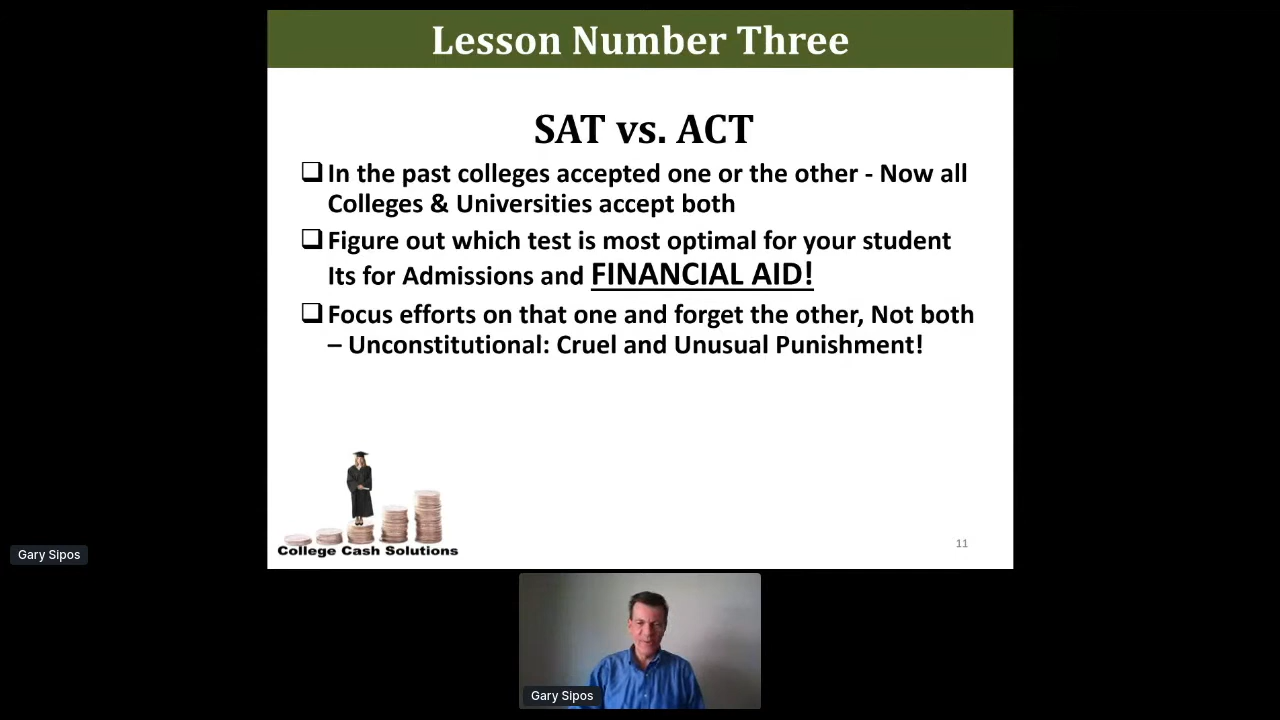 Lesson Number Three
SAT vs. ACT
In the past colleges accepted one or the other - Now all
Colleges & Universities accept both
Figure out which test is most optimal for your student
Its for Admissions and FINANCIAL AID!
Focus efforts on that one and forget the other, Not both
– Unconstitutional: Cruel and Unusual Punishment!
College Cash Solutions
11
Gary Sipos
Gary Sipos